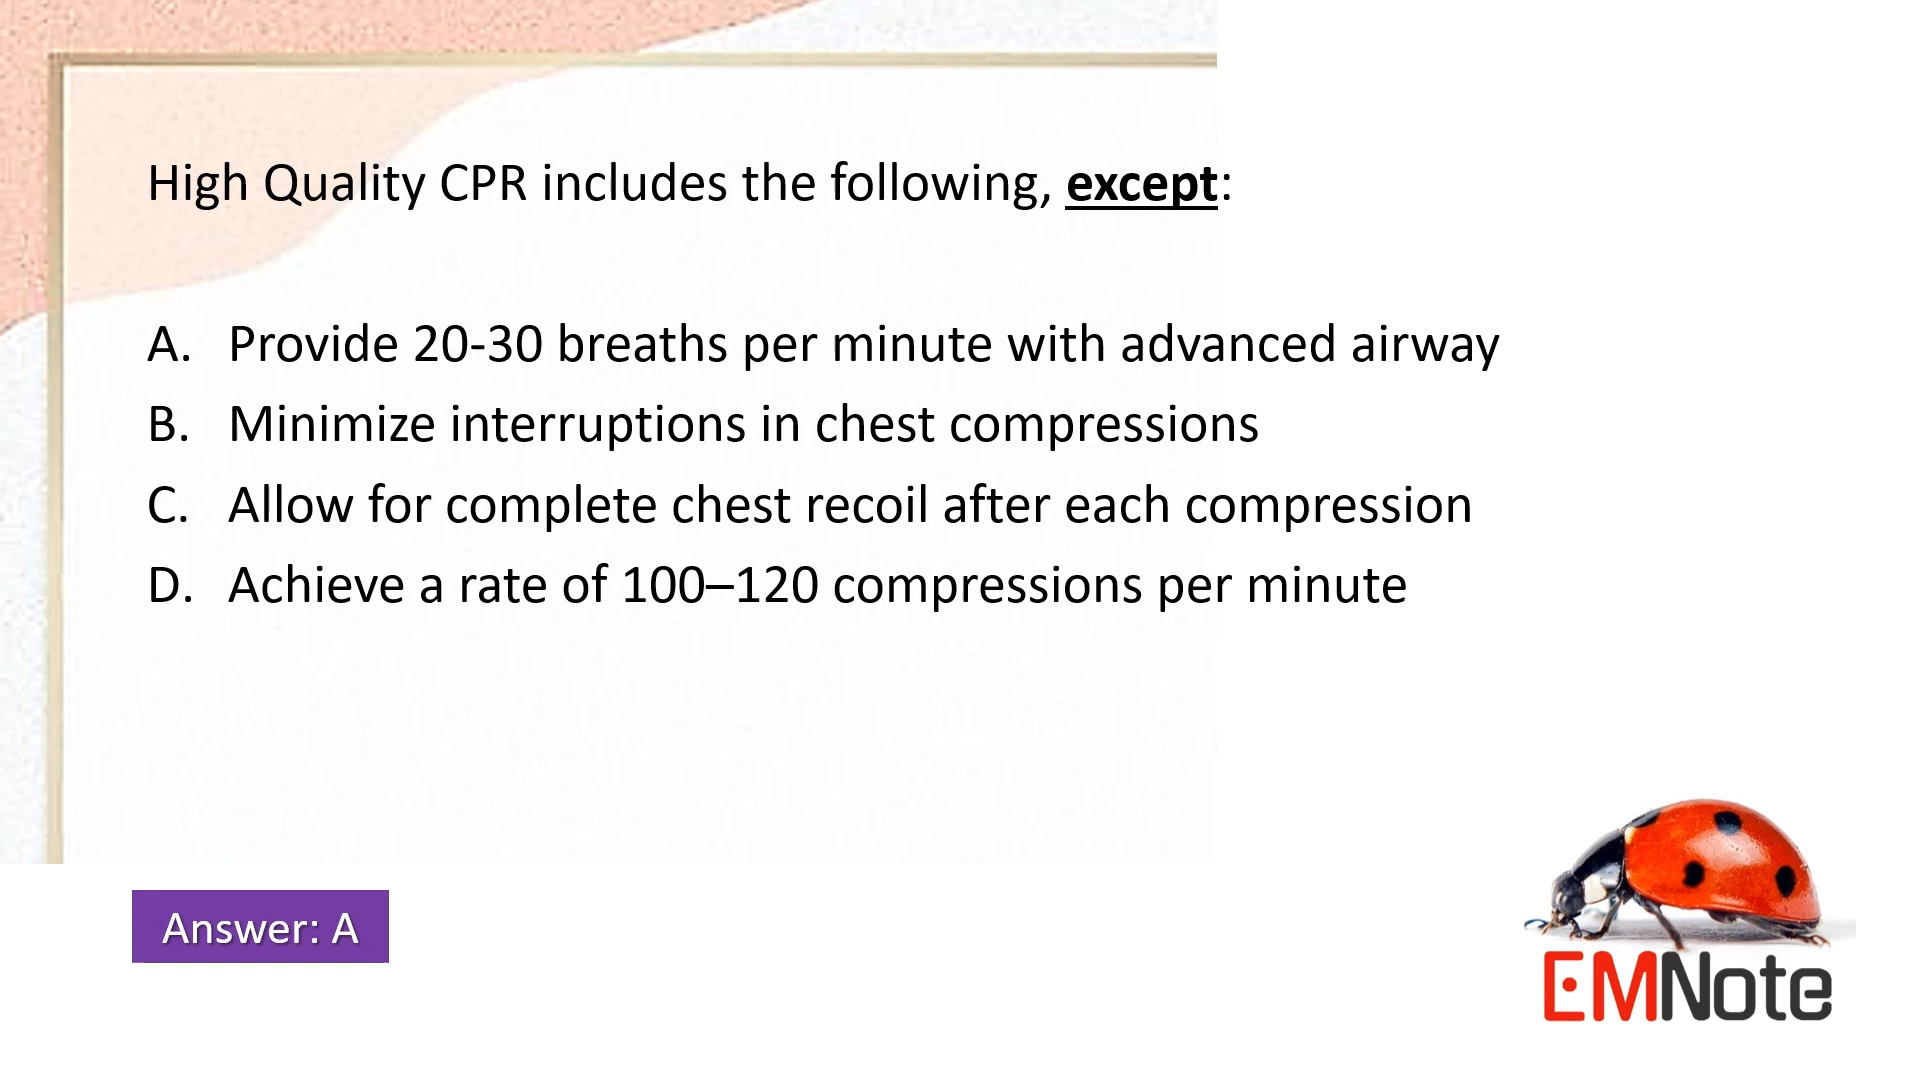 High Quality CPR includes the following, except:
A. Provide 20-30 breaths per minute with advanced airway
B. Minimize interruptions in chest compressions
C. Allow for complete chest recoil after each compression
D. Achieve a rate of 100–120 compressions per minute
Answer: A
EMNote